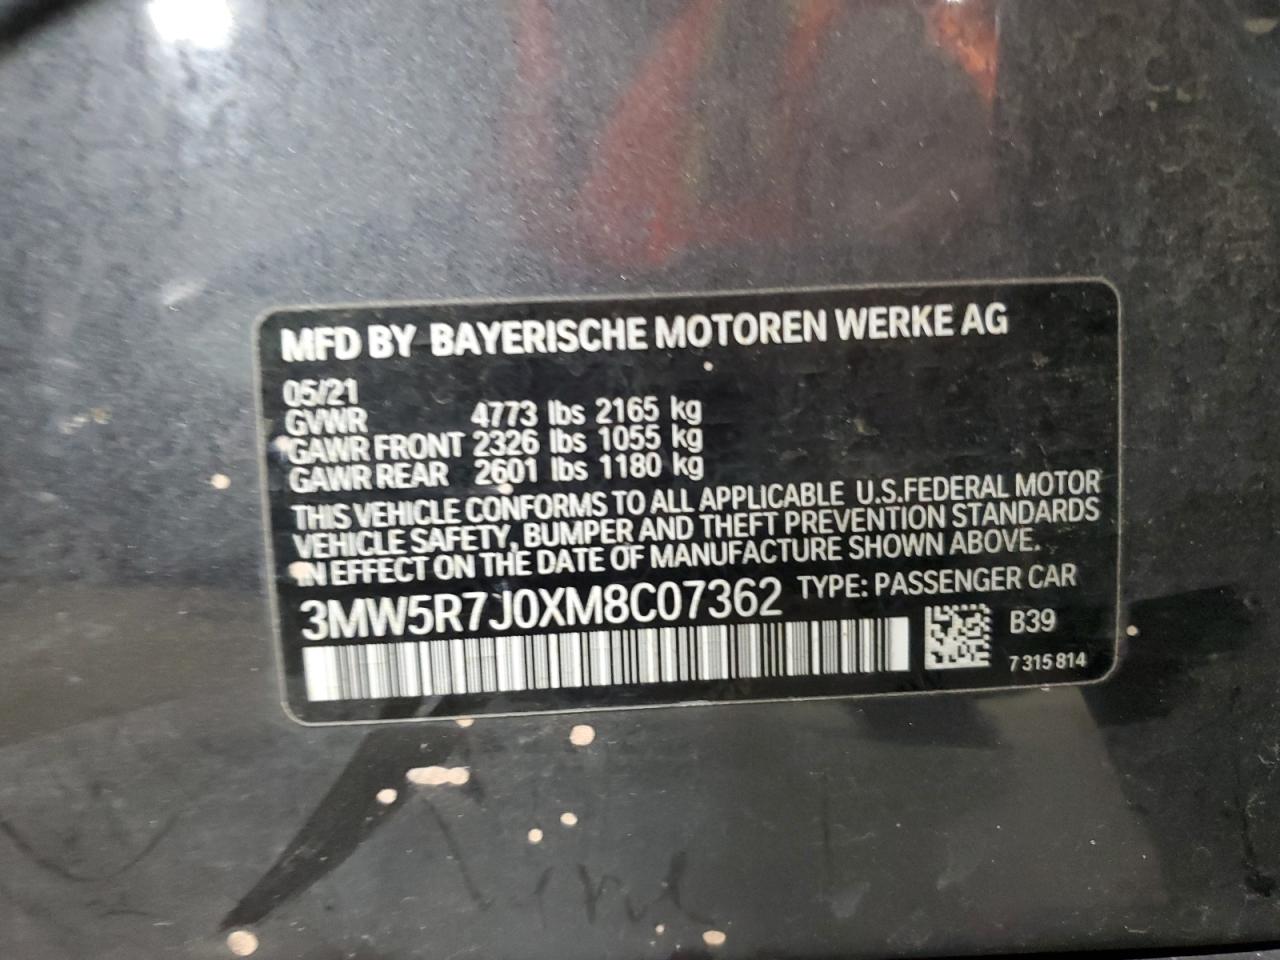 MFD BY BAYERISCHE MOTOREN WERKE AG
05/21
GVWR 4773 lbs 2165 kg
GAWR FRONT 2326 lbs 1055 kg
GAWR REAR 2601 lbs 1180 kg
THIS VEHICLE CONFORMS TO ALL APPLICABLE U.S.FEDERAL MOTOR
VEHICLE SAFETY, BUMPER AND THEFT PREVENTION STANDARDS
IN EFFECT ON THE DATE OF MANUFACTURE SHOWN ABOVE.
3MW5R7J0XM8C07362 TYPE: PASSENGER CAR
B39
7 315 814